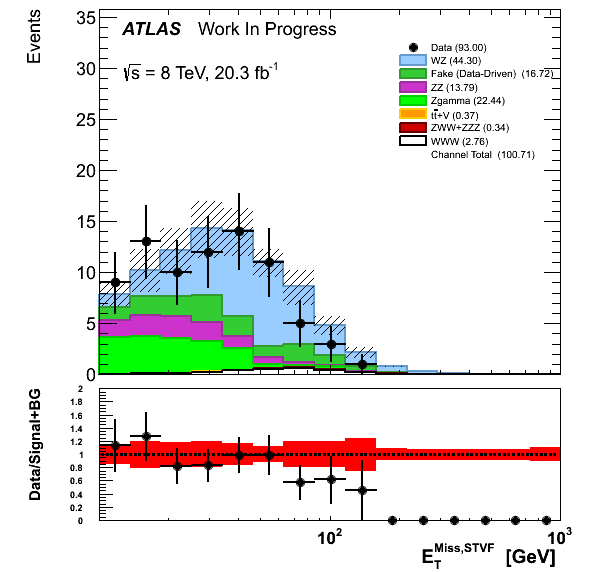 Events
35
30
25
20
15
10
5
0
ATLAS Work In Progress
√s = 8 TeV, 20.3 fb⁻¹
Data (93.00)
WZ (44.30)
Fake (Data-Driven) (16.72)
ZZ (13.79)
Zgamma (22.44)
tt̄+V (0.37)
ZWW+ZZZ (0.34)
WWW (2.76)
Channel Total (100.71)
Data/Signal+BG
2
1.8
1.6
1.4
1.2
1
0.8
0.6
0.4
0.2
0
10²
10³
E_T^Miss,STVF [GeV]